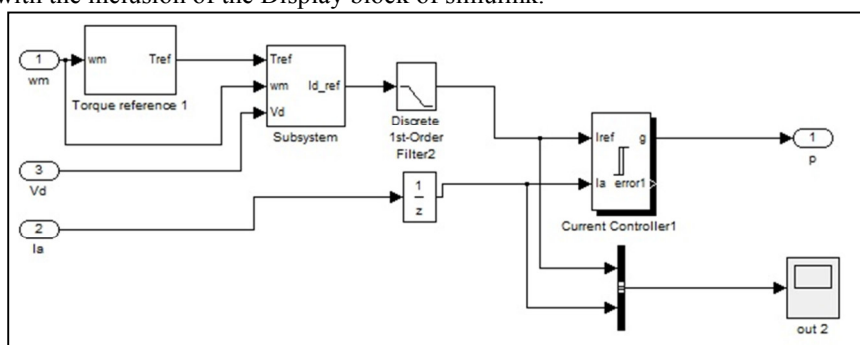 with the inclusion of the Display block of simulink.
1
wm
wm Tref
Torque reference 1
Tref
wm Id_ref
Vd
Subsystem
Discrete
1st-Order
Filter2
3
Vd
2
Ia
1
z
Iref g
Ia error1
Current Controller1
1
p
out 2